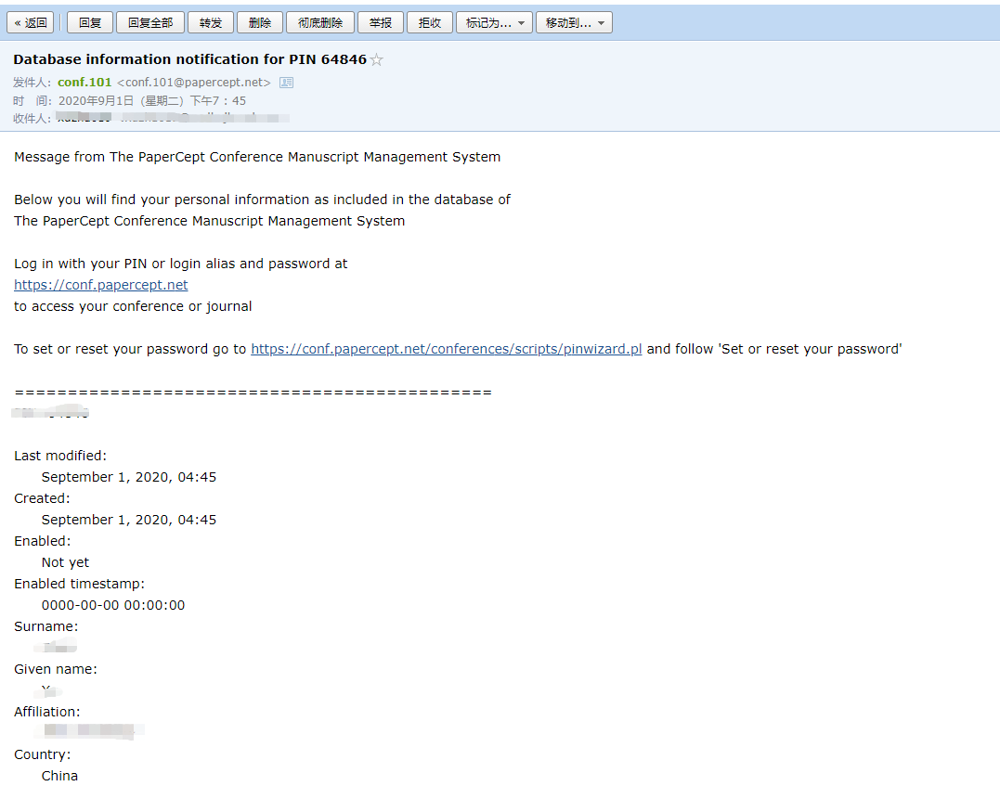 « 返回 回复 回复全部 转发 删除 彻底删除 举报 拒收 标记为... 移动到...
Database information notification for PIN 64846
发件人: conf.101 <conf.101@papercept.net>
时 间: 2020年9月1日 (星期二) 下午7 : 45
收件人:
Message from The PaperCept Conference Manuscript Management System
Below you will find your personal information as included in the database of
The PaperCept Conference Manuscript Management System
Log in with your PIN or login alias and password at
https://conf.papercept.net
to access your conference or journal
To set or reset your password go to https://conf.papercept.net/conferences/scripts/pinwizard.pl and follow 'Set or reset your password'
=============================================
Last modified:
September 1, 2020, 04:45
Created:
September 1, 2020, 04:45
Enabled:
Not yet
Enabled timestamp:
0000-00-00 00:00:00
Surname:
Given name:
Affiliation:
Country:
China